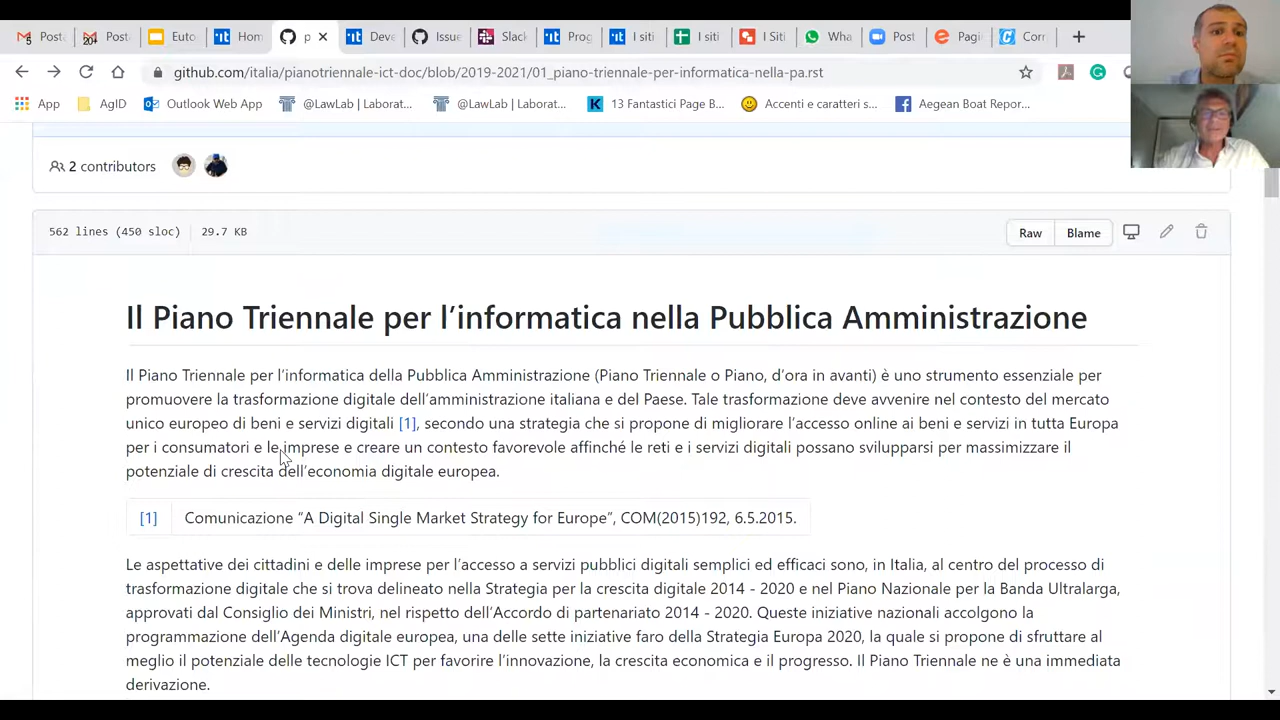 Post
Post
Euto
Hom
p
Deve
Issue
Slac
Prog
I siti
I siti
I Siti
Wha
Post
Pagi
Corr
github.com/italia/pianotriennale-ict-doc/blob/2019-2021/01_piano-triennale-per-informatica-nella-pa.rst
App
AgID
Outlook Web App
@LawLab | Laborat...
@LawLab | Laborat...
13 Fantastici Page B...
Accenti e caratteri s...
Aegean Boat Repor...
2 contributors
562 lines (450 sloc) 29.7 KB
Raw Blame
Il Piano Triennale per l’informatica nella Pubblica Amministrazione
Il Piano Triennale per l’informatica della Pubblica Amministrazione (Piano Triennale o Piano, d’ora in avanti) è uno strumento essenziale per
promuovere la trasformazione digitale dell’amministrazione italiana e del Paese. Tale trasformazione deve avvenire nel contesto del mercato
unico europeo di beni e servizi digitali [1], secondo una strategia che si propone di migliorare l’accesso online ai beni e servizi in tutta Europa
per i consumatori e le imprese e creare un contesto favorevole affinché le reti e i servizi digitali possano svilupparsi per massimizzare il
potenziale di crescita dell’economia digitale europea.
[1] Comunicazione “A Digital Single Market Strategy for Europe”, COM(2015)192, 6.5.2015.
Le aspettative dei cittadini e delle imprese per l’accesso a servizi pubblici digitali semplici ed efficaci sono, in Italia, al centro del processo di
trasformazione digitale che si trova delineato nella Strategia per la crescita digitale 2014 - 2020 e nel Piano Nazionale per la Banda Ultralarga,
approvati dal Consiglio dei Ministri, nel rispetto dell’Accordo di partenariato 2014 - 2020. Queste iniziative nazionali accolgono la
programmazione dell’Agenda digitale europea, una delle sette iniziative faro della Strategia Europa 2020, la quale si propone di sfruttare al
meglio il potenziale delle tecnologie ICT per favorire l’innovazione, la crescita economica e il progresso. Il Piano Triennale ne è una immediata
derivazione.